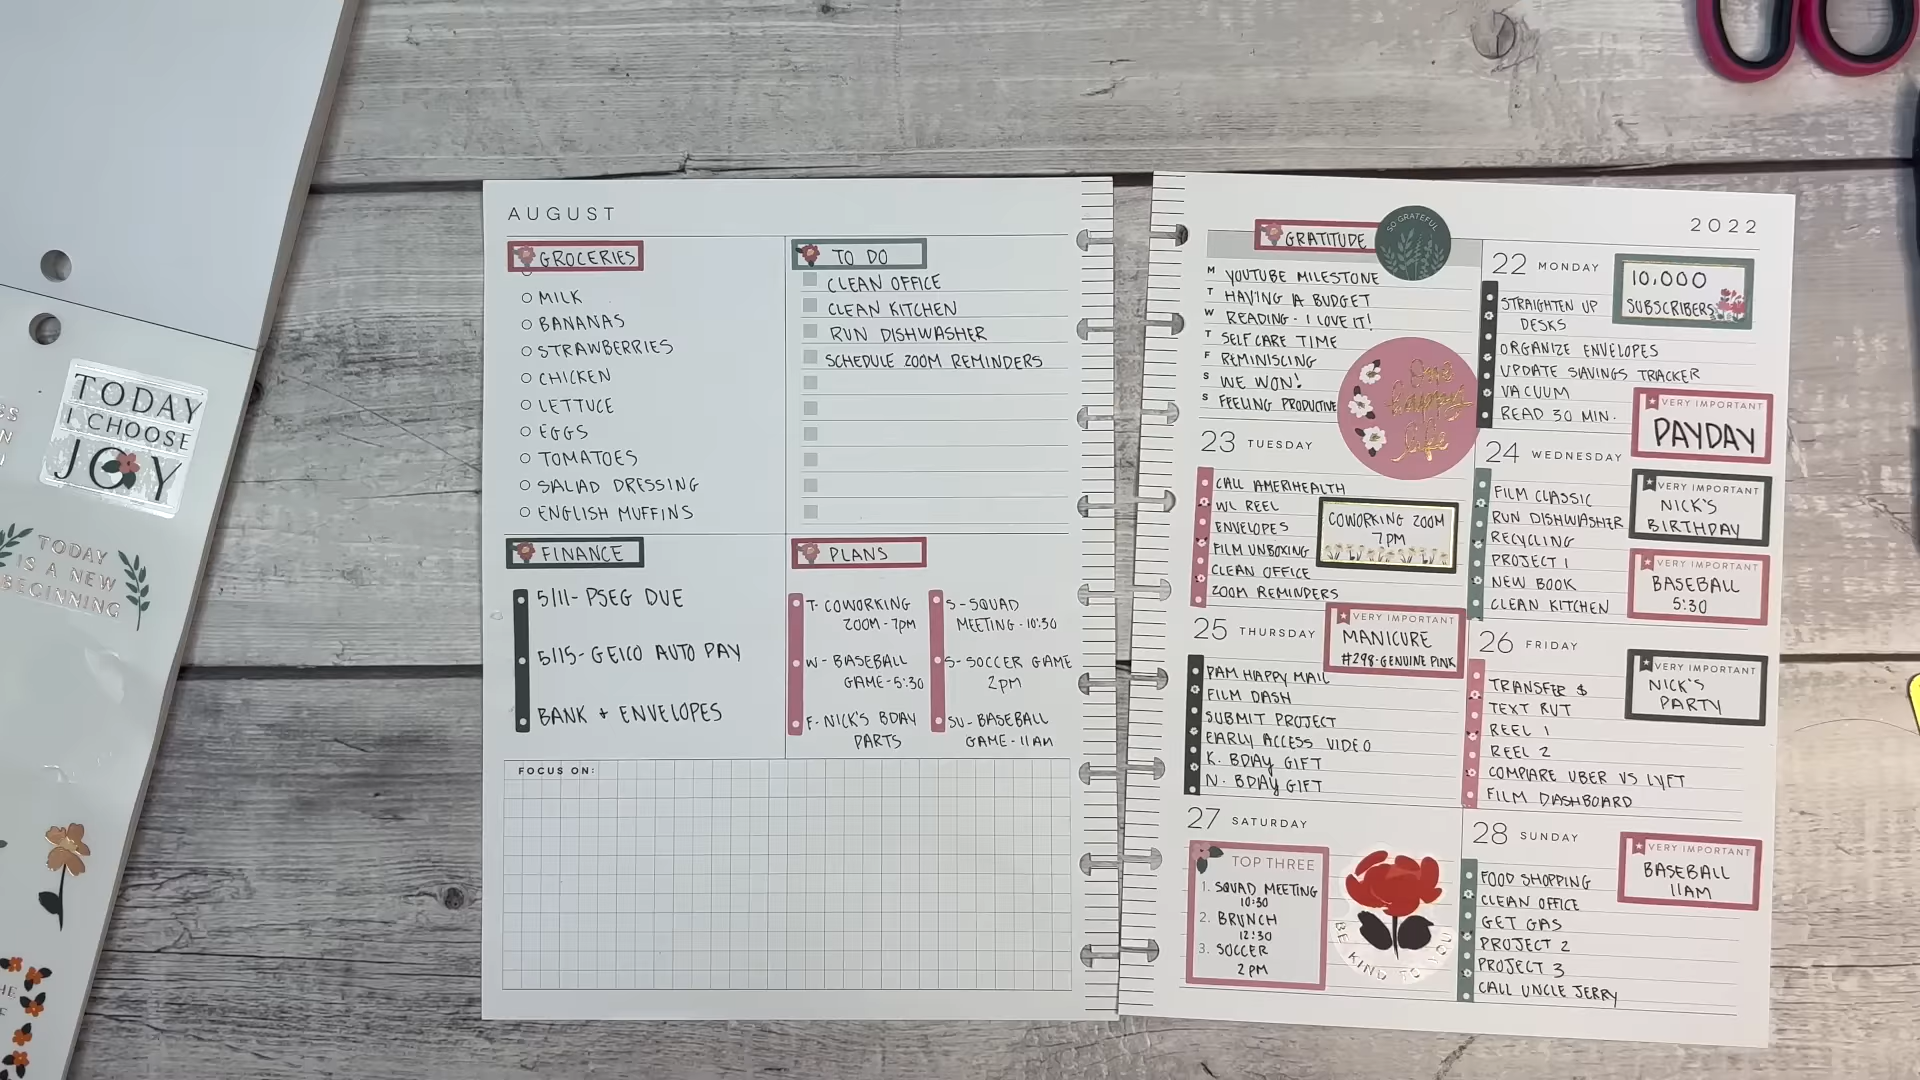 TODAY
I CHOOSE
JOY
TODAY
IS A NEW
BEGINNING
AUGUST
GROCERIES
MILK
BANANAS
STRAWBERRIES
CHICKEN
LETTUCE
EGGS
TOMATOES
SALAD DRESSING
ENGLISH MUFFINS
TO DO
CLEAN OFFICE
CLEAN KITCHEN
RUN DISHWASHER
SCHEDULE ZOOM REMINDERS
FINANCE
5/11- PSEG DUE
5/15- GEICO AUTO PAY
BANK + ENVELOPES
PLANS
T- COWORKING
ZOOM - 7PM
W- BASEBALL
GAME - 5:30
F- NICK'S BDAY
PARTS
S-SQUAD
MEETING - 10:30
S-SOCCER GAME
2PM
SU-BASEBALL
GAME - 11AM
FOCUS ON:
2022
GRATITUDE
SO GRATEFUL
M YOUTUBE MILESTONE
T HAVING A BUDGET
W READING - I LOVE IT!
T SELF CARE TIME
F REMINISCING
S WE WON!
S FEELING PRODUCTIVE
One
happy
life
22 MONDAY
10,000
SUBSCRIBERS
STRAIGHTEN UP
DESKS
ORGANIZE ENVELOPES
UPDATE SAVINGS TRACKER
VACUUM
READ 30 MIN.
VERY IMPORTANT
PAYDAY
23 TUESDAY
CALL AMERIHEALTH
WL REEL
ENVELOPES
FILM UNBOXING
CLEAN OFFICE
ZOOM REMINDERS
COWORKING ZOOM
7PM
24 WEDNESDAY
FILM CLASSIC
RUN DISHWASHER
RECYCLING
PROJECT 1
NEW BOOK
CLEAN KITCHEN
VERY IMPORTANT
NICK'S
BIRTHDAY
VERY IMPORTANT
BASEBALL
5:30
25 THURSDAY
VERY IMPORTANT
MANICURE
#298-GENUINE PINK
PAM HAPPY MAIL
FILM DASH
SUBMIT PROJECT
EARLY ACCESS VIDEO
K. BDAY GIFT
N. BDAY GIFT
26 FRIDAY
TRANSFER $
TEXT RUT
REEL 1
REEL 2
COMPARE UBER VS LYFT
FILM DASHBOARD
VERY IMPORTANT
NICK'S
PARTY
27 SATURDAY
TOP THREE
1. SQUAD MEETING
10:30
2. BRUNCH
12:30
3. SOCCER
2PM
BE KIND TO YOU
28 SUNDAY
FOOD SHOPPING
CLEAN OFFICE
GET GAS
PROJECT 2
PROJECT 3
CALL UNCLE JERRY
VERY IMPORTANT
BASEBALL
11AM